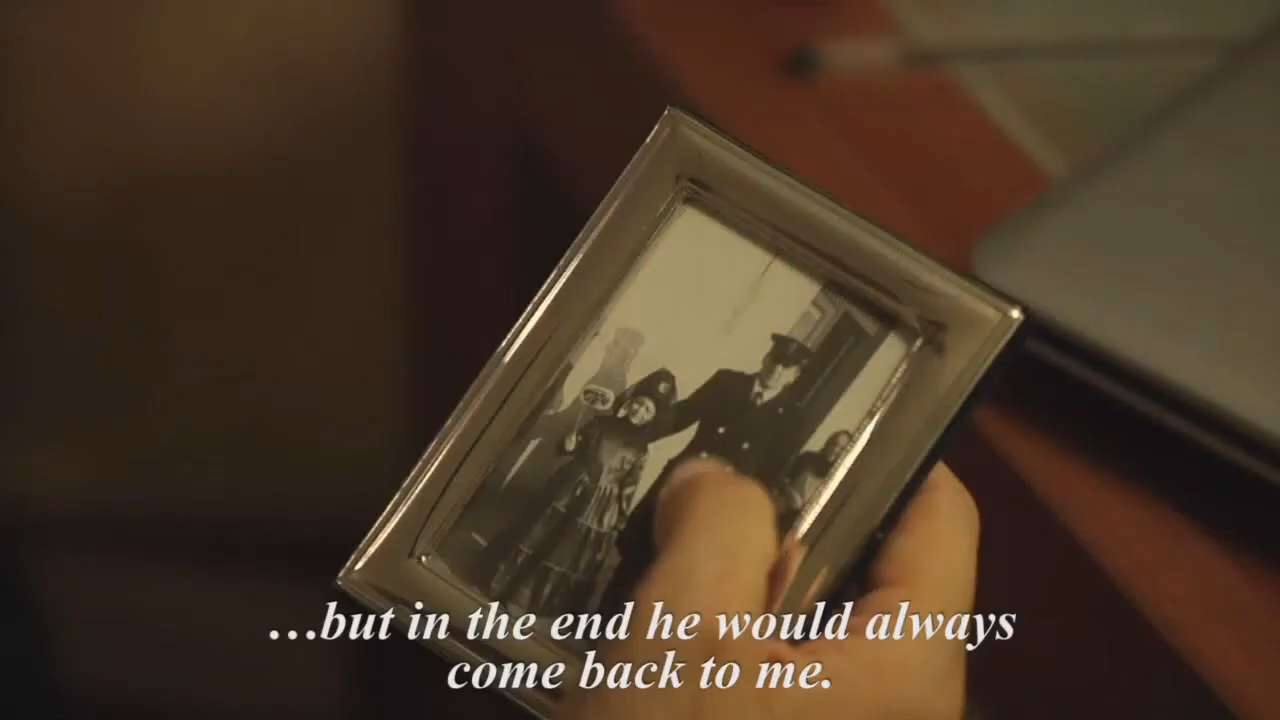 …but in the end he would always
come back to me.